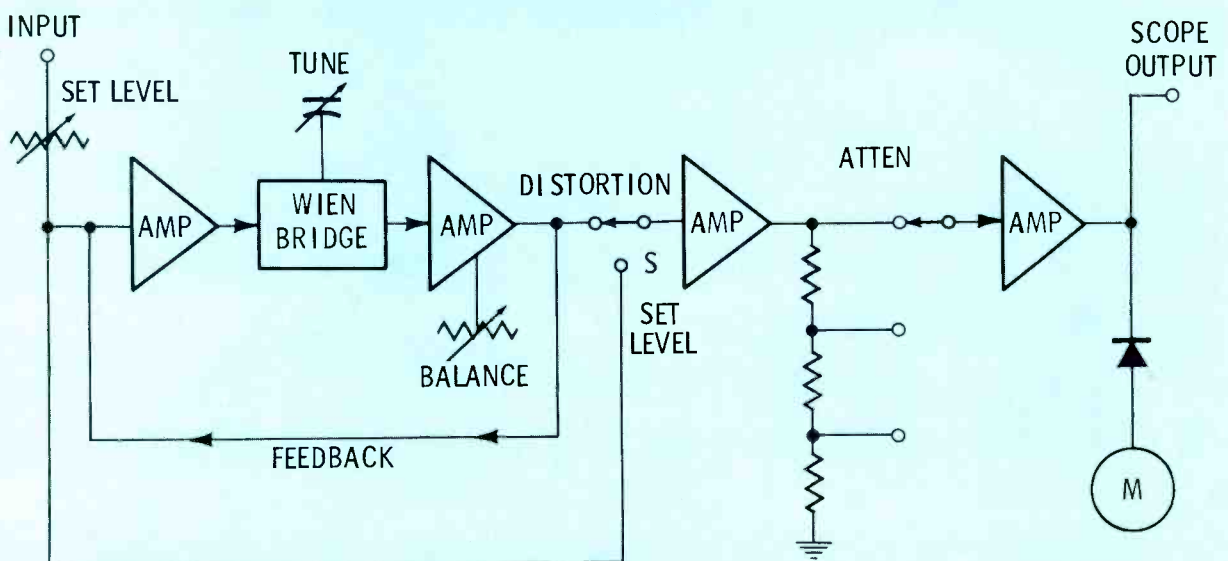 INPUT
SET LEVEL
TUNE
AMP
WIEN
BRIDGE
AMP
BALANCE
FEEDBACK
DISTORTION
S
SET
LEVEL
AMP
ATTEN
AMP
SCOPE
OUTPUT
M